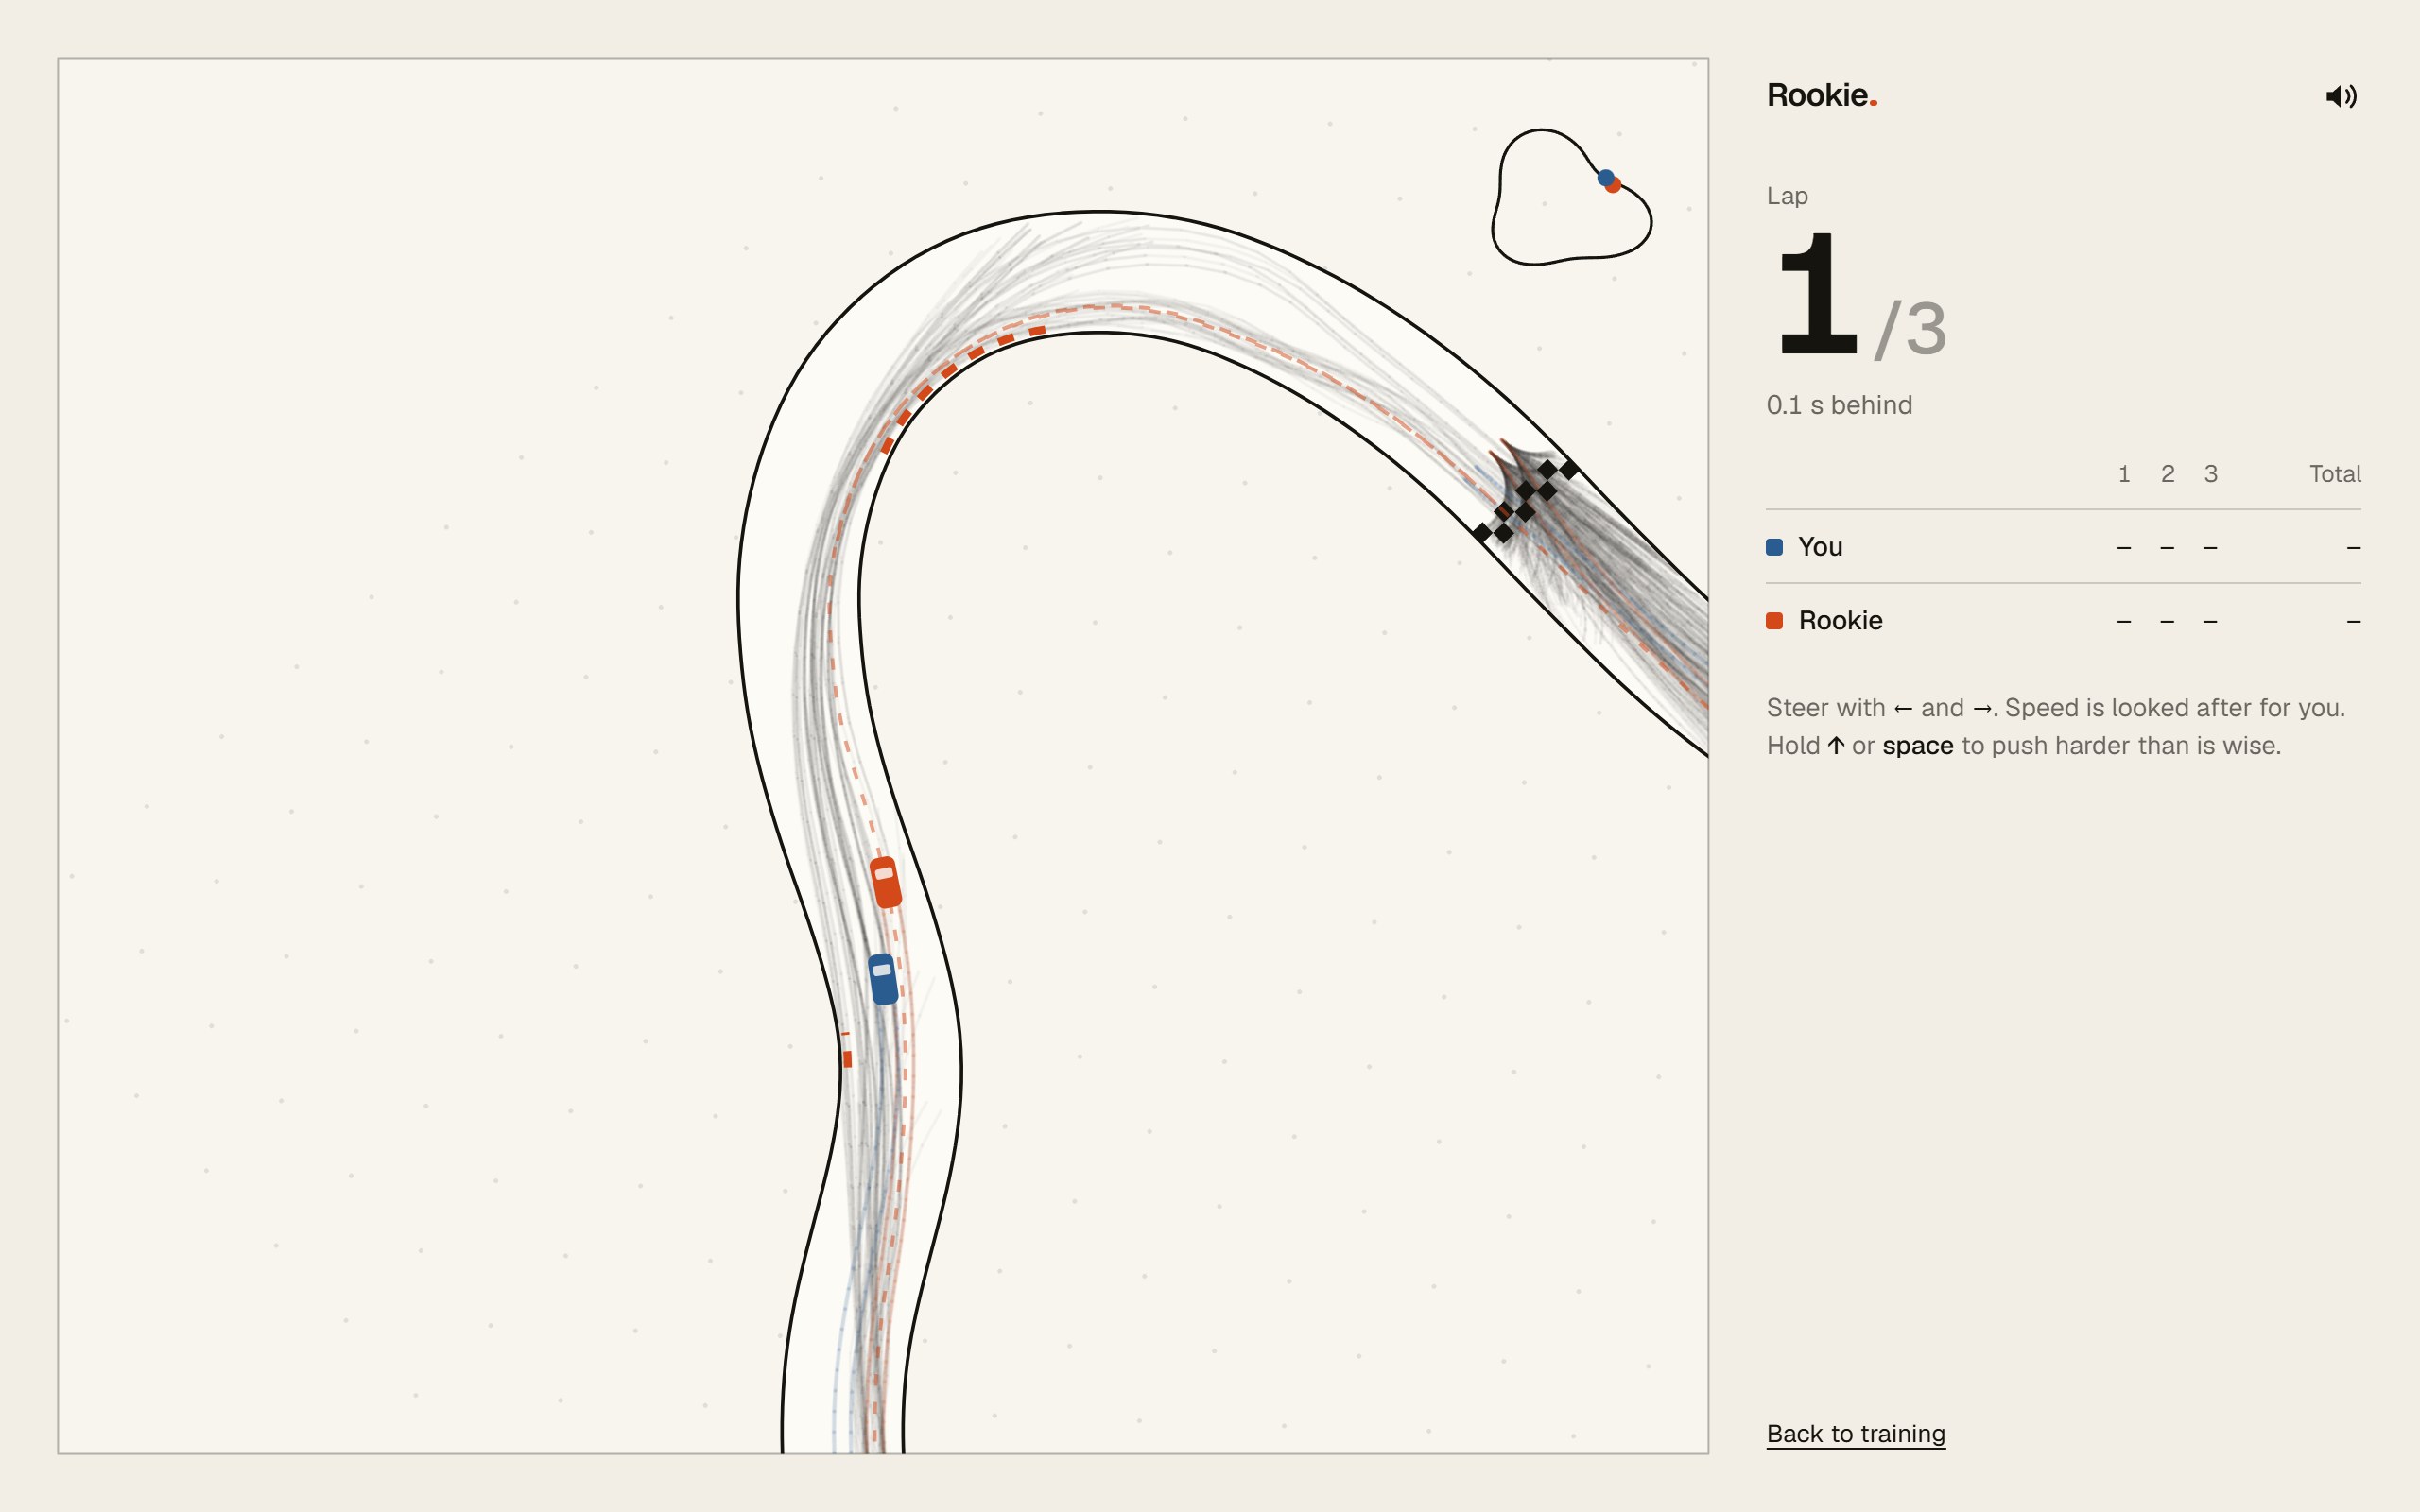 Rookie.
Lap
1/3
0.1 s behind
1 2 3 Total
You – – – –
Rookie – – – –
Steer with ← and →. Speed is looked after for you.
Hold ↑ or space to push harder than is wise.
Back to training